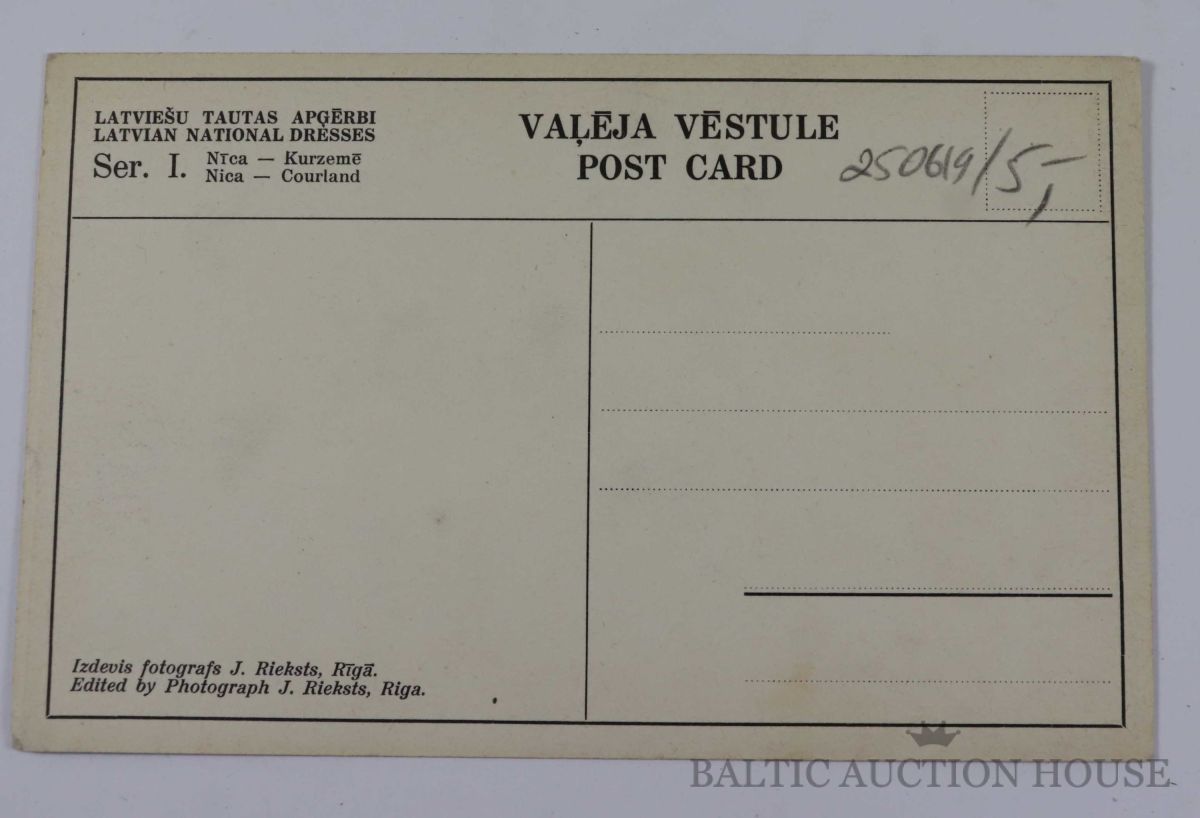 LATVIEŠU TAUTAS APĢĒRBI
LATVIAN NATIONAL DRESSES
Ser. I. Nīca — Kurzemē
Nica — Courland
VAĻĒJA VĒSTULE
POST CARD
250619/5,-
Izdevis fotografs J. Rieksts, Rīgā.
Edited by Photograph J. Rieksts, Riga.
BALTIC AUCTION HOUSE